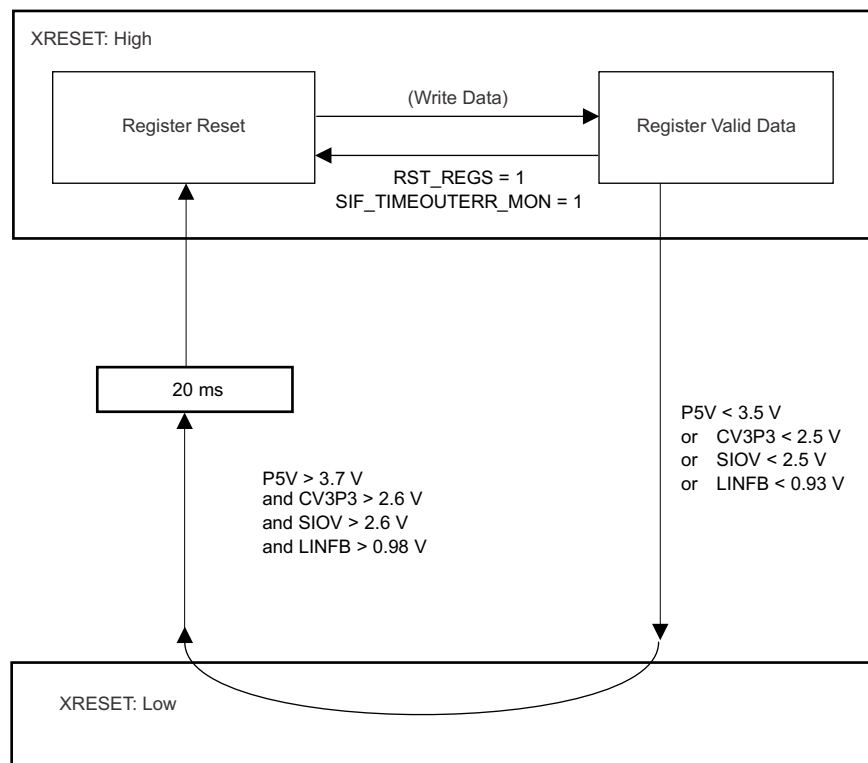 XRESET: High
Register Reset
(Write Data)
Register Valid Data
RST_REGS = 1
SIF_TIMEOUTERR_MON = 1
20 ms
P5V < 3.5 V
or CV3P3 < 2.5 V
or SIOV < 2.5 V
or LINFB < 0.93 V
P5V > 3.7 V
and CV3P3 > 2.6 V
and SIOV > 2.6 V
and LINFB > 0.98 V
XRESET: Low